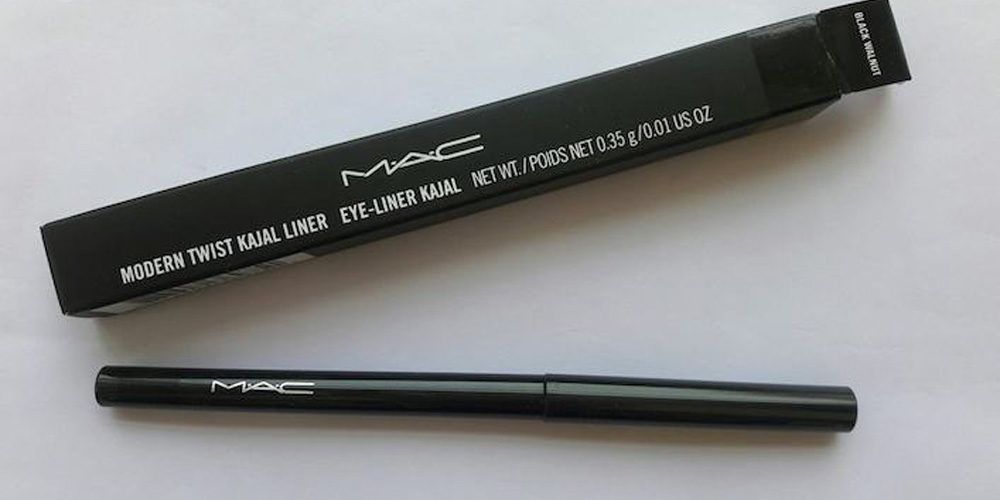 BLACK WALNUT
M·A·C
MODERN TWIST KAJAL LINER EYE-LINER KAJAL NET WT./POIDS NET 0.35 g/0.01 US OZ
M·A·C